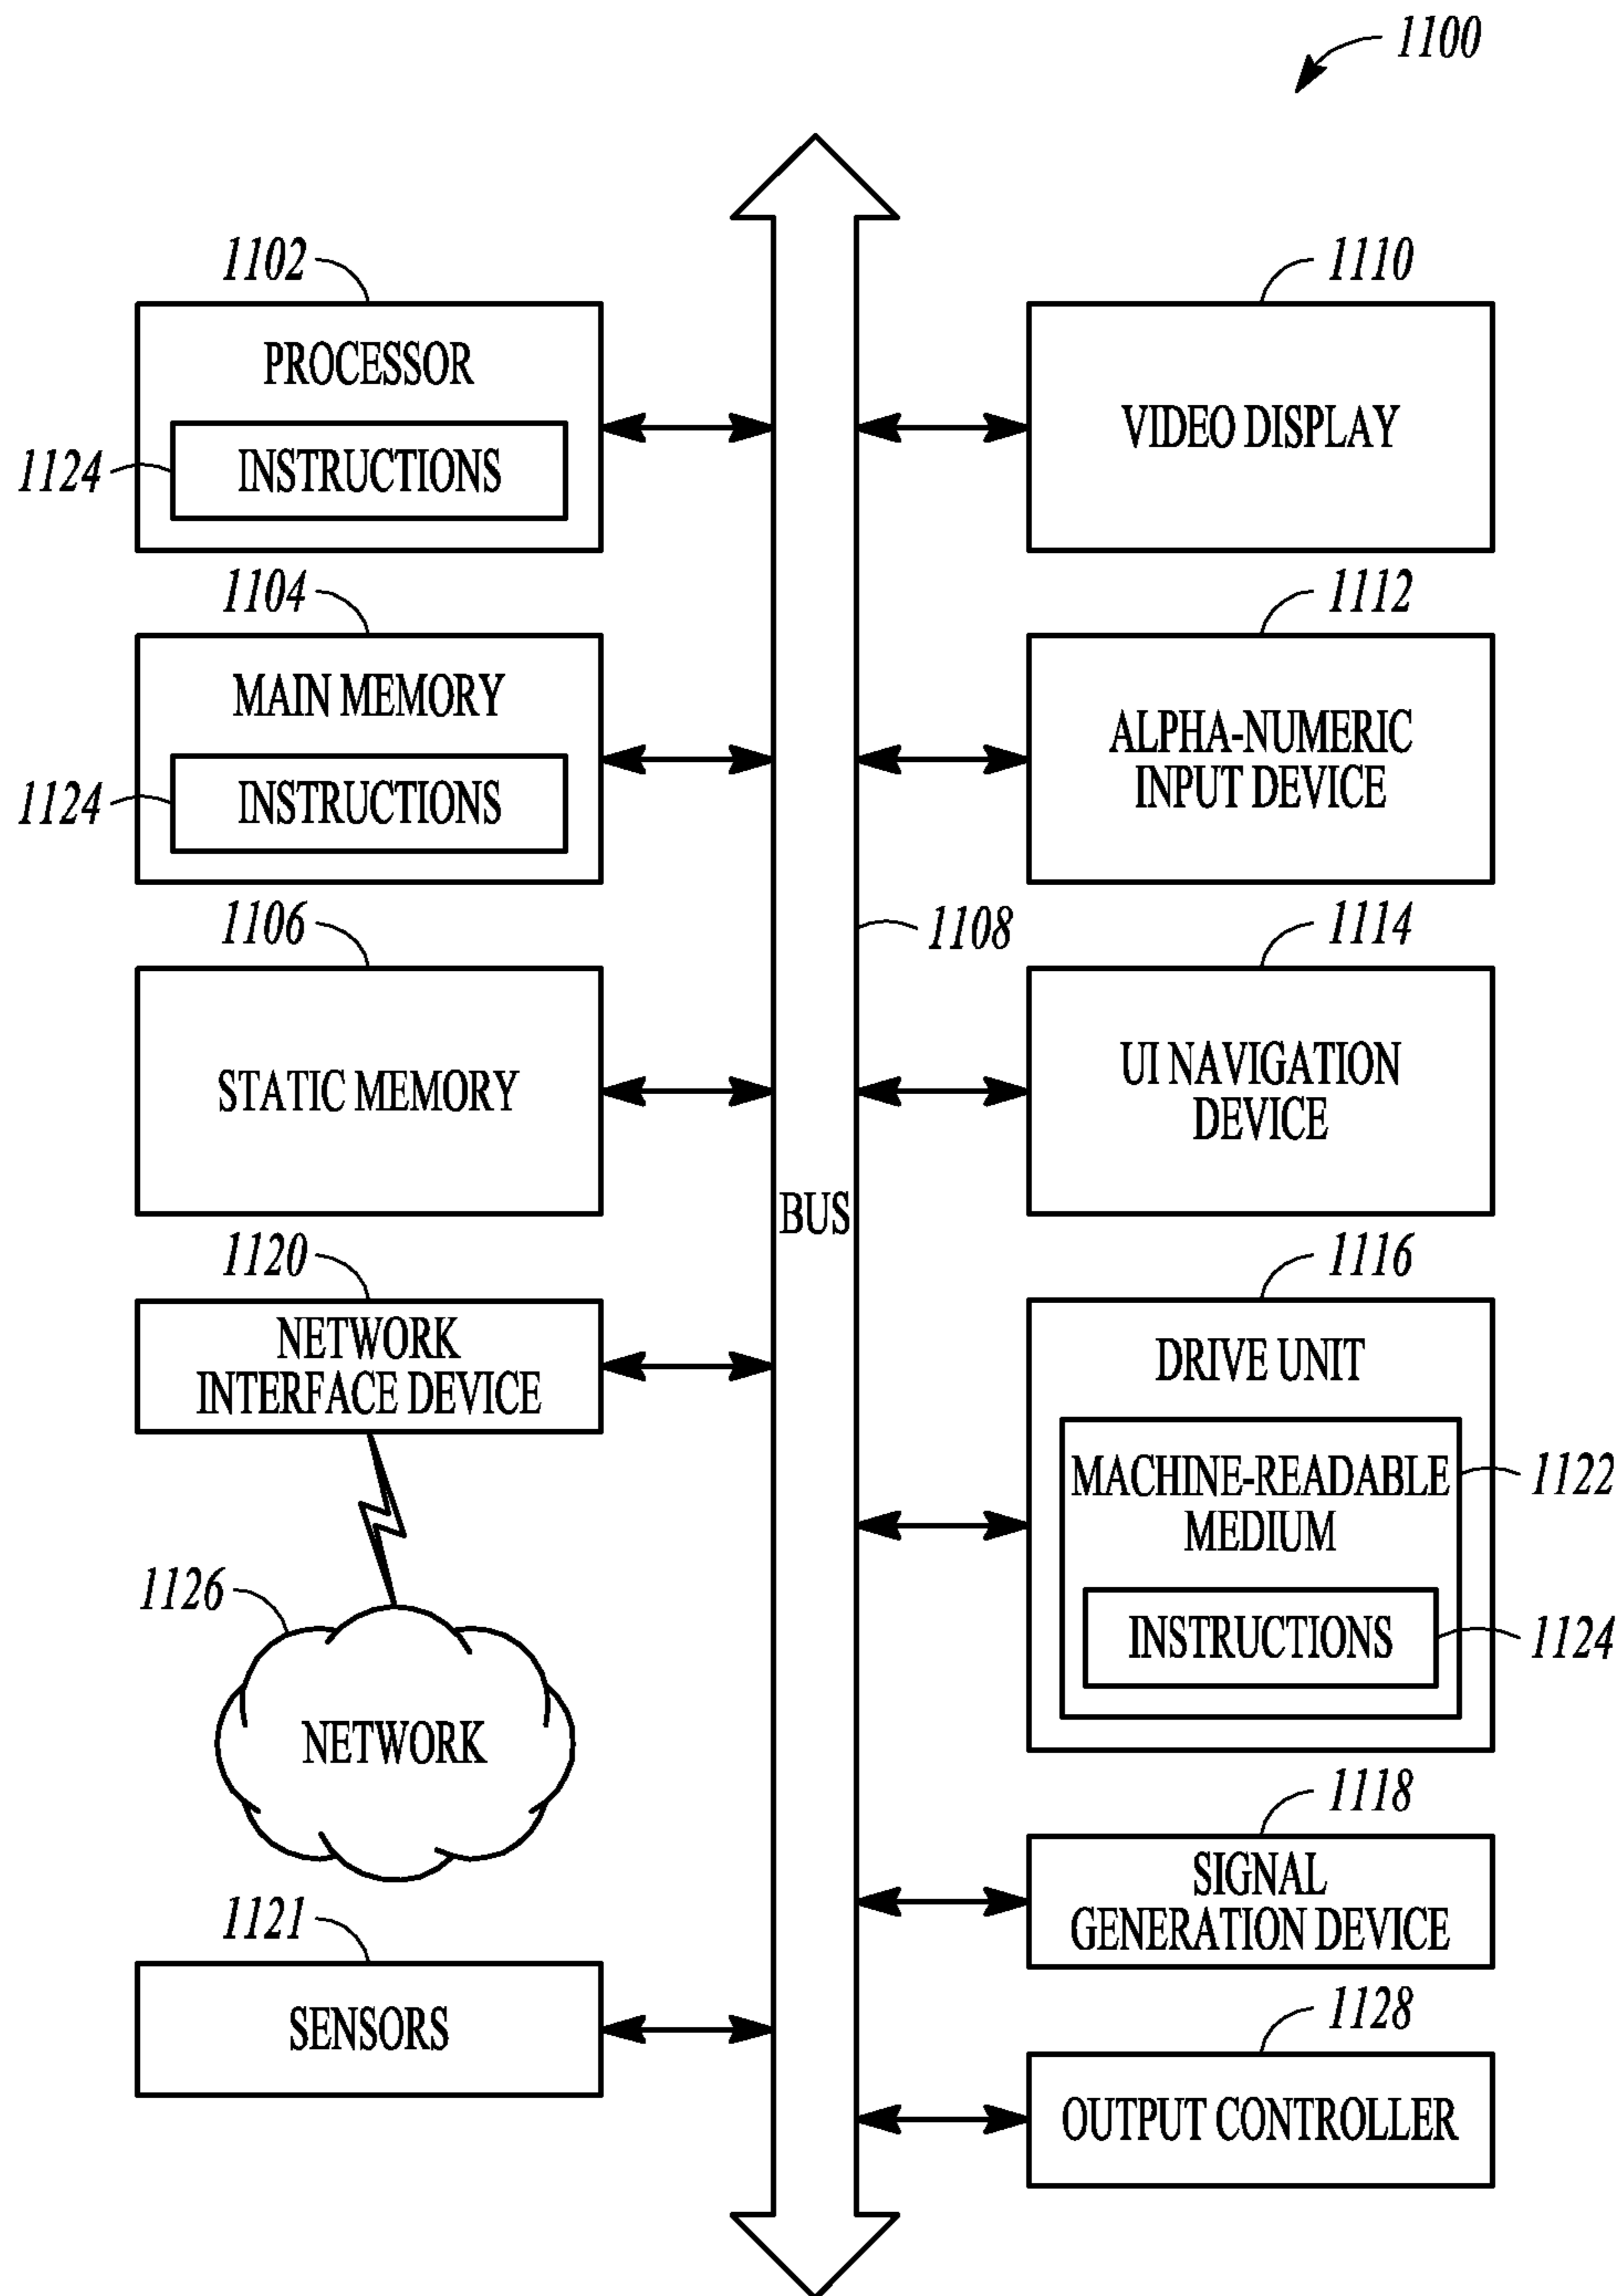 1100
1102
PROCESSOR
1124
INSTRUCTIONS
1104
MAIN MEMORY
1124
INSTRUCTIONS
1106
STATIC MEMORY
1120
NETWORK
INTERFACE DEVICE
1126
NETWORK
1121
SENSORS
BUS
1108
1110
VIDEO DISPLAY
1112
ALPHA-NUMERIC
INPUT DEVICE
1114
UI NAVIGATION
DEVICE
1116
DRIVE UNIT
MACHINE-READABLE
MEDIUM
1122
INSTRUCTIONS
1124
1118
SIGNAL
GENERATION DEVICE
1128
OUTPUT CONTROLLER